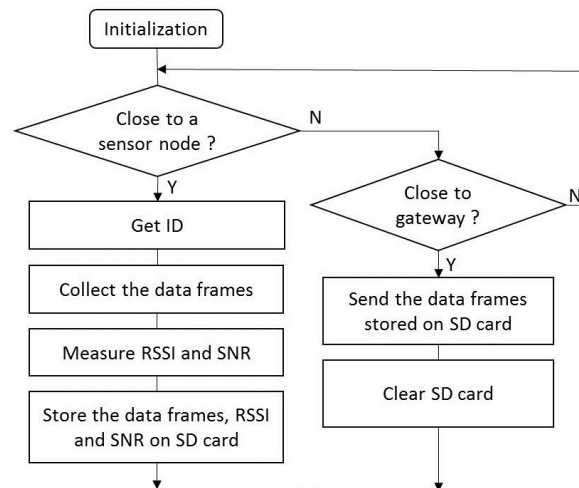 Initialization
Close to a
sensor node ?
N
Y
Close to
gateway ?
N
Y
Get ID
Collect the data frames
Measure RSSI and SNR
Store the data frames, RSSI
and SNR on SD card
Send the data frames
stored on SD card
Clear SD card